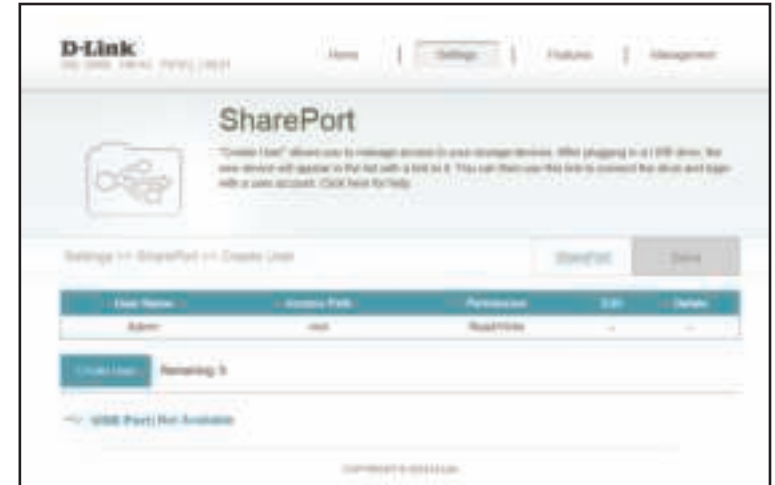 D-Link
Home | Settings | Features | Management
SharePort
"Create User" allows you to manage access to your storage devices. After plugging in a USB drive, the
new device will appear in the list with a link to it. You can then use this link to connect the drive and login
with a user account. Click here for help.
Settings >> SharePort >> Create User
SharePort
Save
User Name Access Path Permission Edit Delete
Admin root Read/Write -- --
Create User Remaining: 
USB Port: Not Available
COPYRIGHT ©